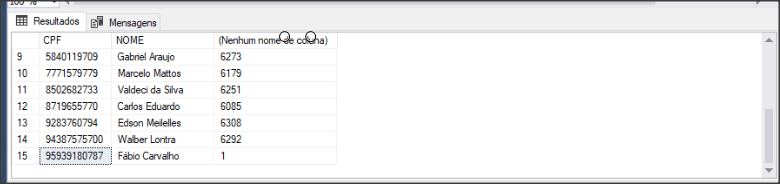 100 %
Resultados Mensagens
CPF NOME (Nenhum nome de coluna)
9 5840119709 Gabriel Araujo 6273
10 7771579779 Marcelo Mattos 6179
11 8502682733 Valdeci da Silva 6251
12 8719655770 Carlos Eduardo 6085
13 9283760794 Edson Meilelles 6308
14 94387575700 Walber Lontra 6292
15 95939180787 Fábio Carvalho 1